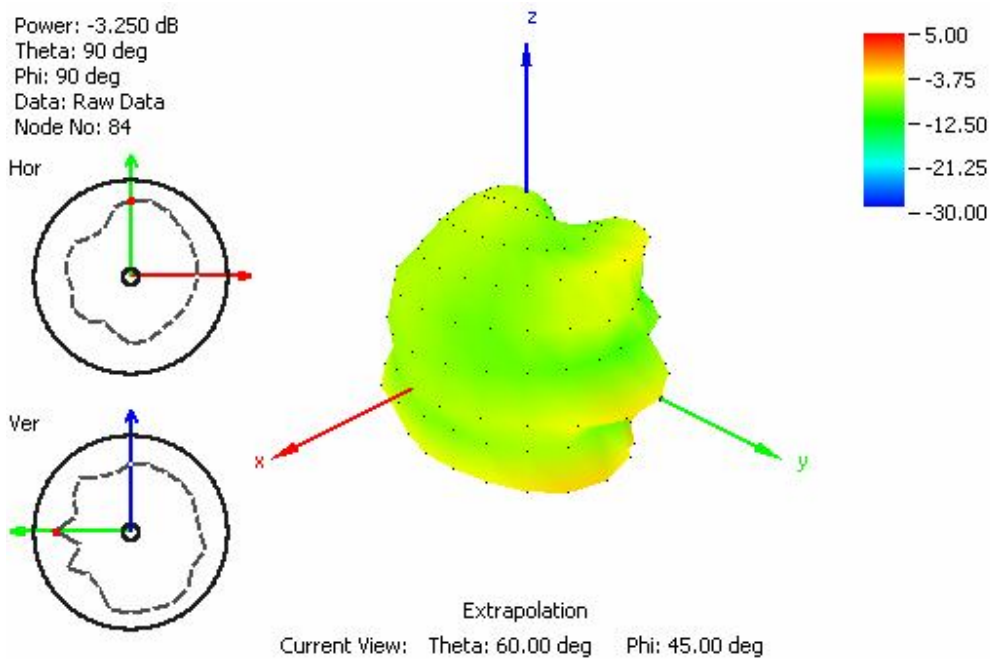 Power: -3.250 dB
Theta: 90 deg
Phi: 90 deg
Data: Raw Data
Node No: 84
Hor
Ver
z
x
y
5.00
-3.75
-12.50
-21.25
-30.00
Extrapolation
Current View: Theta: 60.00 deg Phi: 45.00 deg